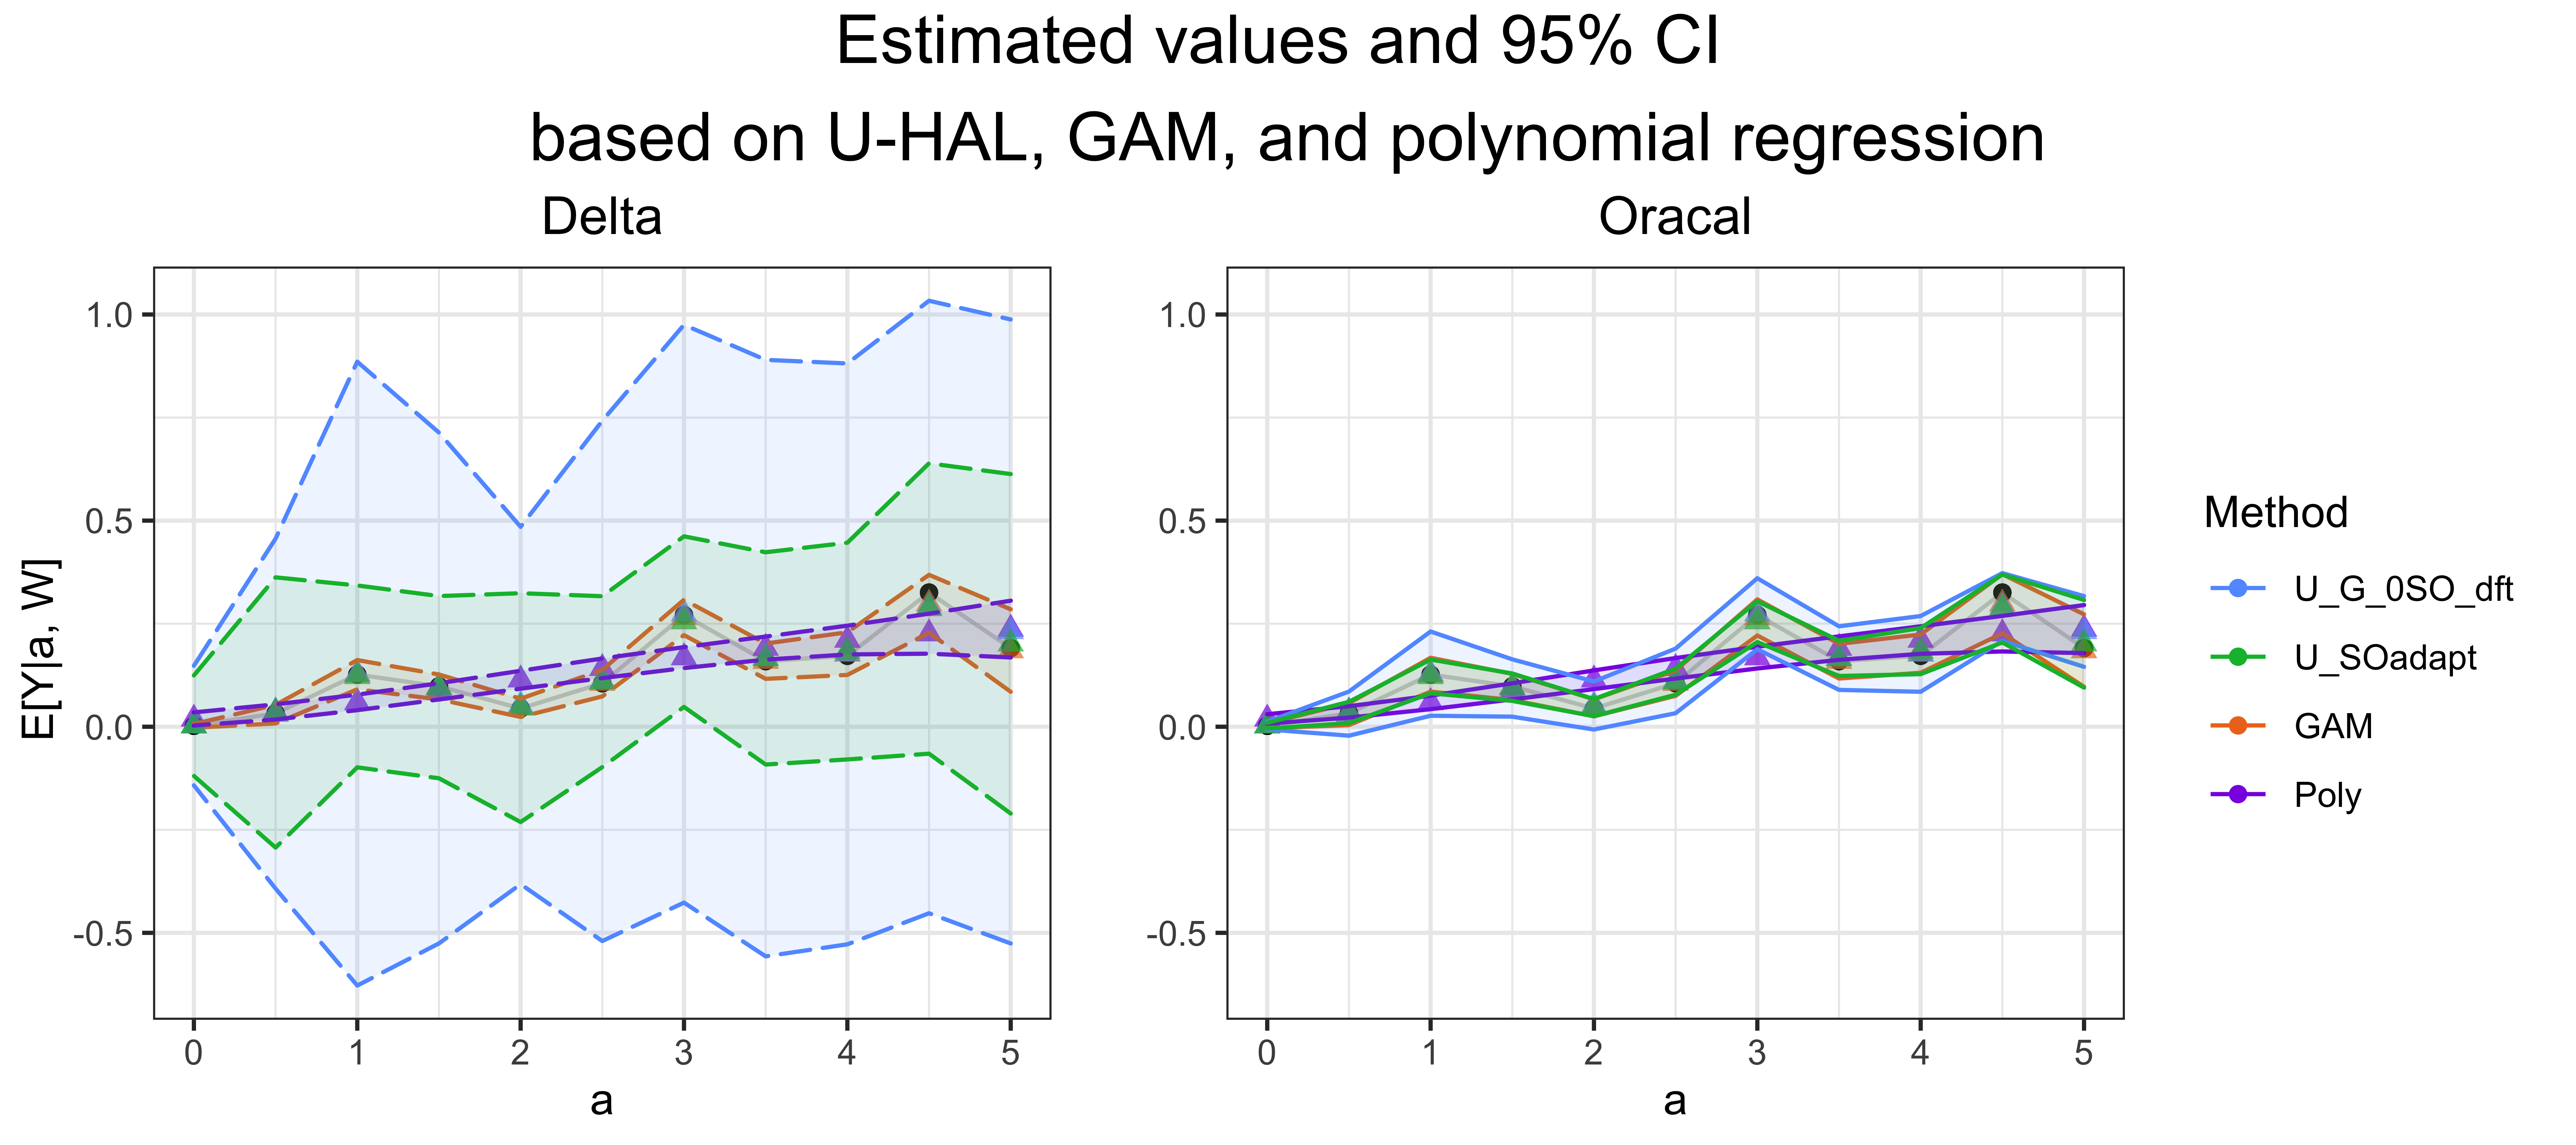 Estimated values and 95% CI
based on U-HAL, GAM, and polynomial regression
Delta
Oracal
E[Y|a, W]
1.0
0.5
0.0
-0.5
0 1 2 3 4 5
a
1.0
0.5
0.0
-0.5
0 1 2 3 4 5
a
Method
U_G_0SO_dft
U_SOadapt
GAM
Poly